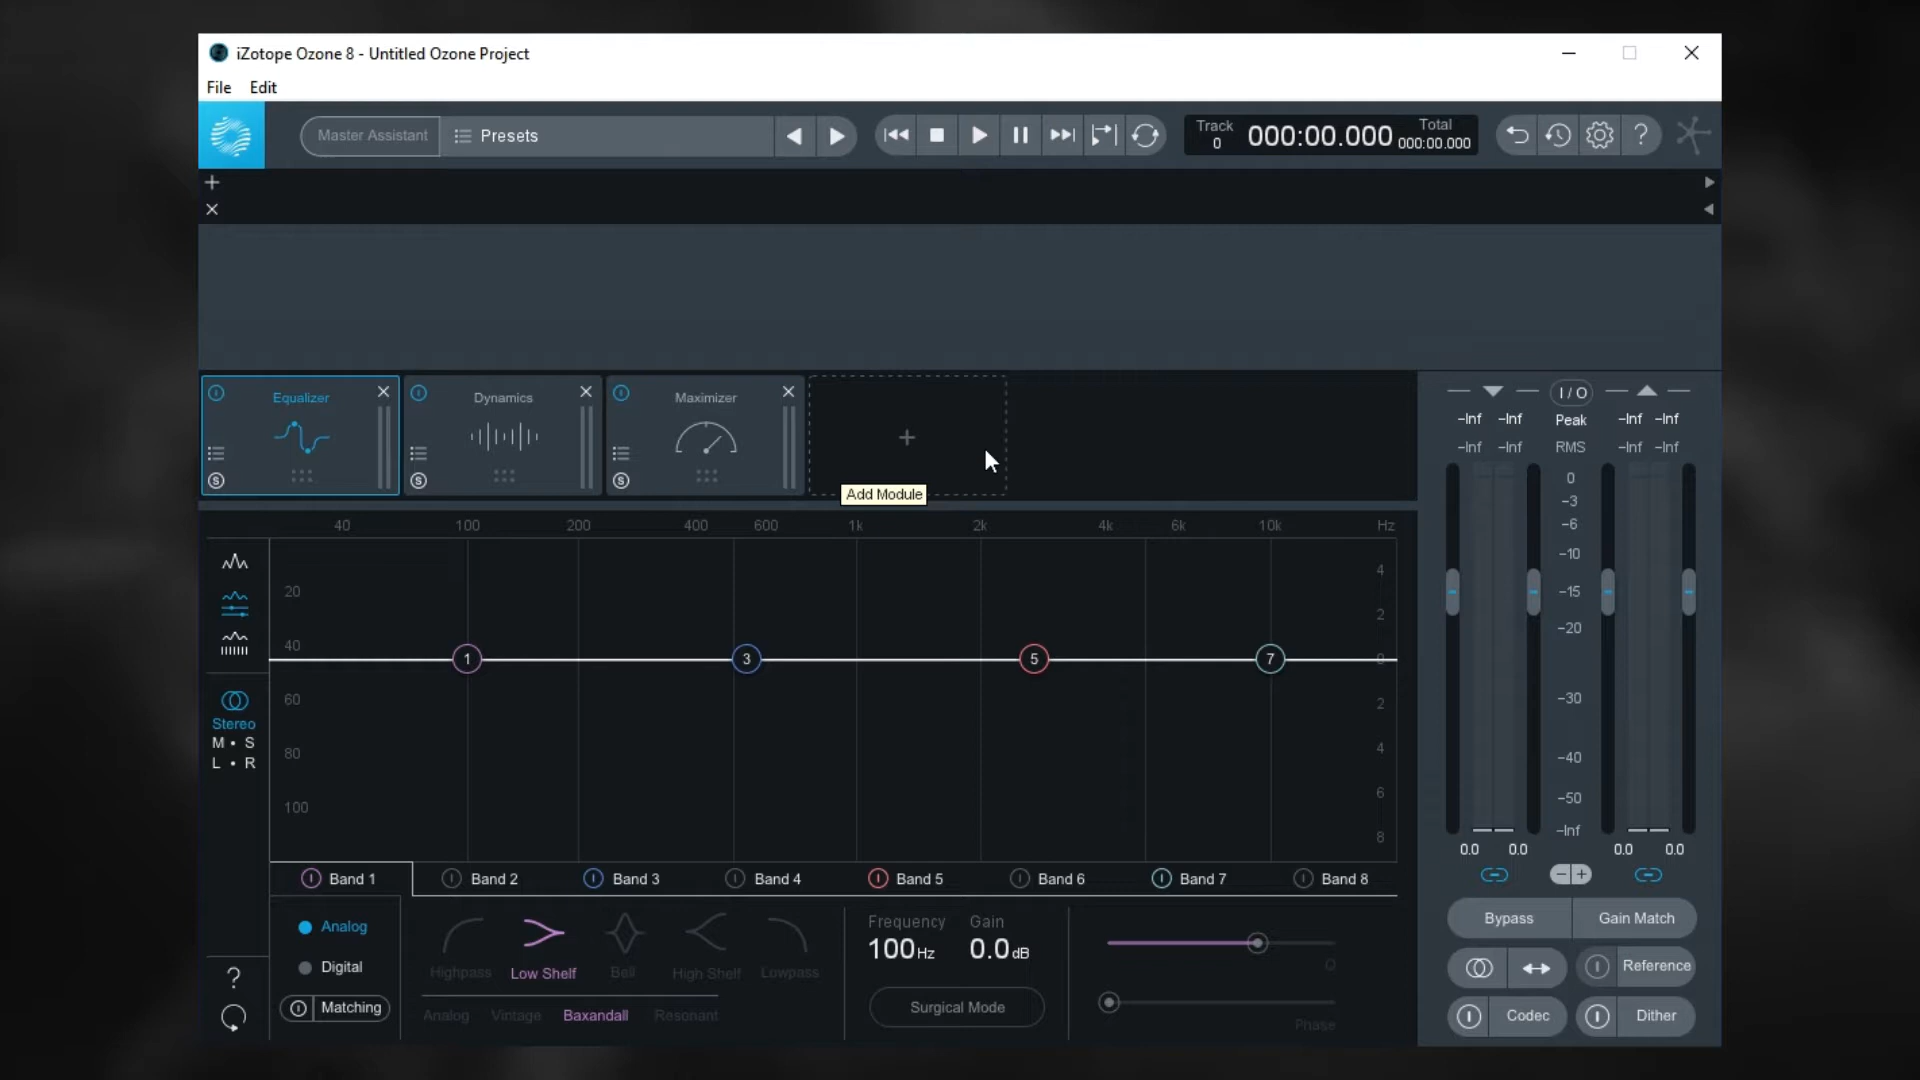 iZotope Ozone 8 - Untitled Ozone Project
File Edit
Master Assistant Presets Track 0 000:00.000 Total 000:00.000 ?
Equalizer Dynamics Maximizer
S S S
Add Module
I / O
-Inf -Inf Peak -Inf -Inf
-Inf -Inf RMS -Inf -Inf
40 100 200 400 600 1k 2k 4k 6k 10k Hz
20 40 60 80 100
4 2 0 2 4 6 8
1 3 5 7
Stereo
M • S
L • R
0
-3
-6
-10
-15
-20
-30
-40
-50
-Inf
0.0 0.0 0.0 0.0
Band 1 Band 2 Band 3 Band 4 Band 5 Band 6 Band 7 Band 8
Analog
Digital
Matching
?
Highpass Low Shelf Bell High Shelf Lowpass
Analog Vintage Baxandall Resonant
Frequency Gain
100 Hz 0.0 dB
Surgical Mode
Q
Phase
Bypass Gain Match
Reference
Codec Dither